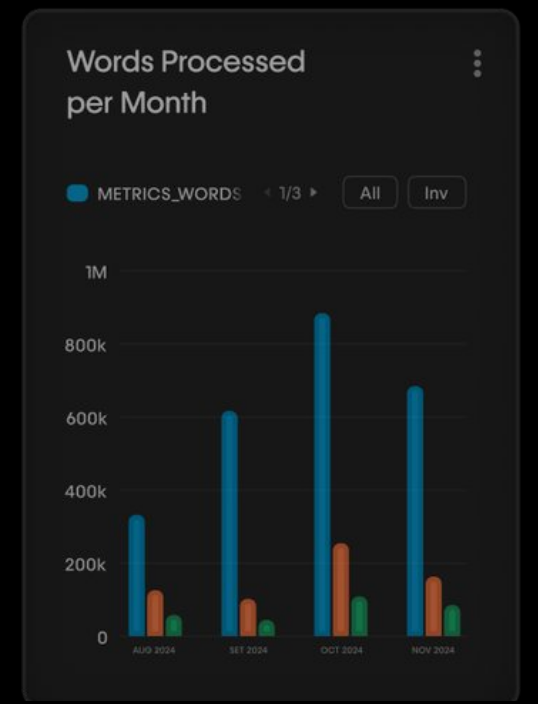 Words Processed
per Month
METRICS_WORDS 1/3 All Inv
1M
800k
600k
400k
200k
0
AUG 2024 SET 2024 OCT 2024 NOV 2024